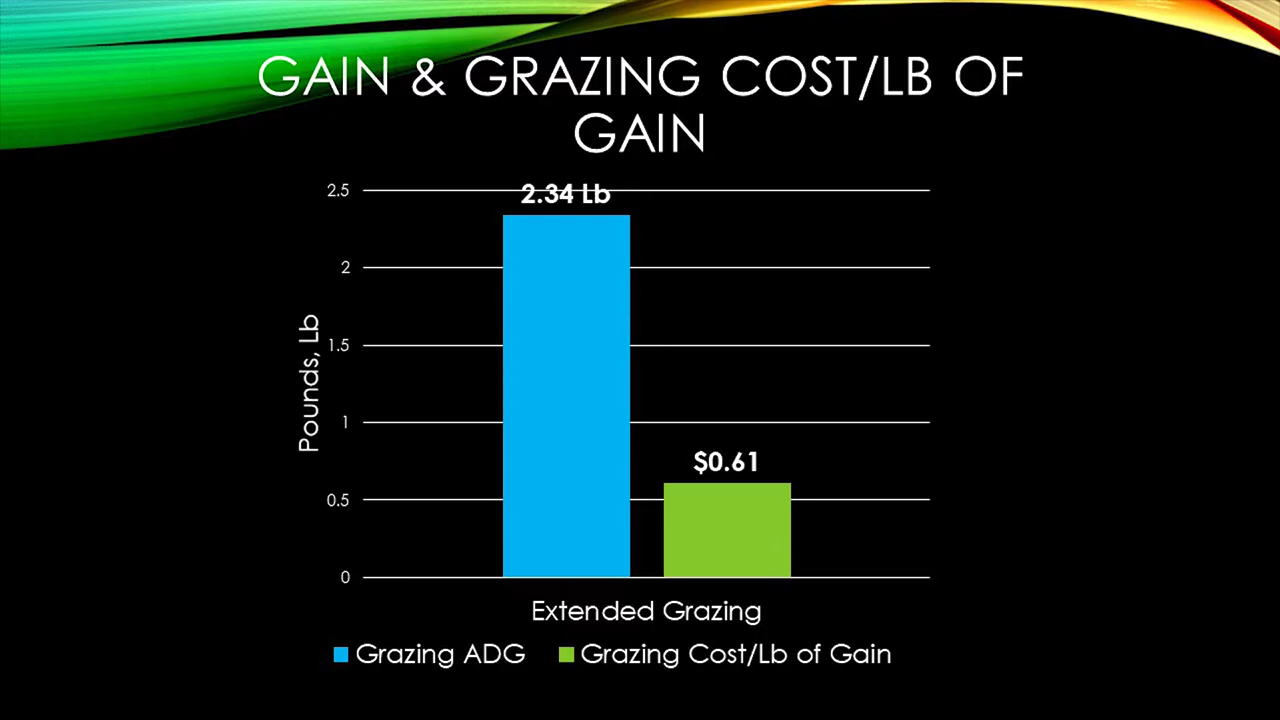 GAIN & GRAZING COST/LB OF
GAIN
2.34 Lb
2.5
2
1.5
1
0.5
0
Pounds, Lb
$0.61
Extended Grazing
Grazing ADG
Grazing Cost/Lb of Gain